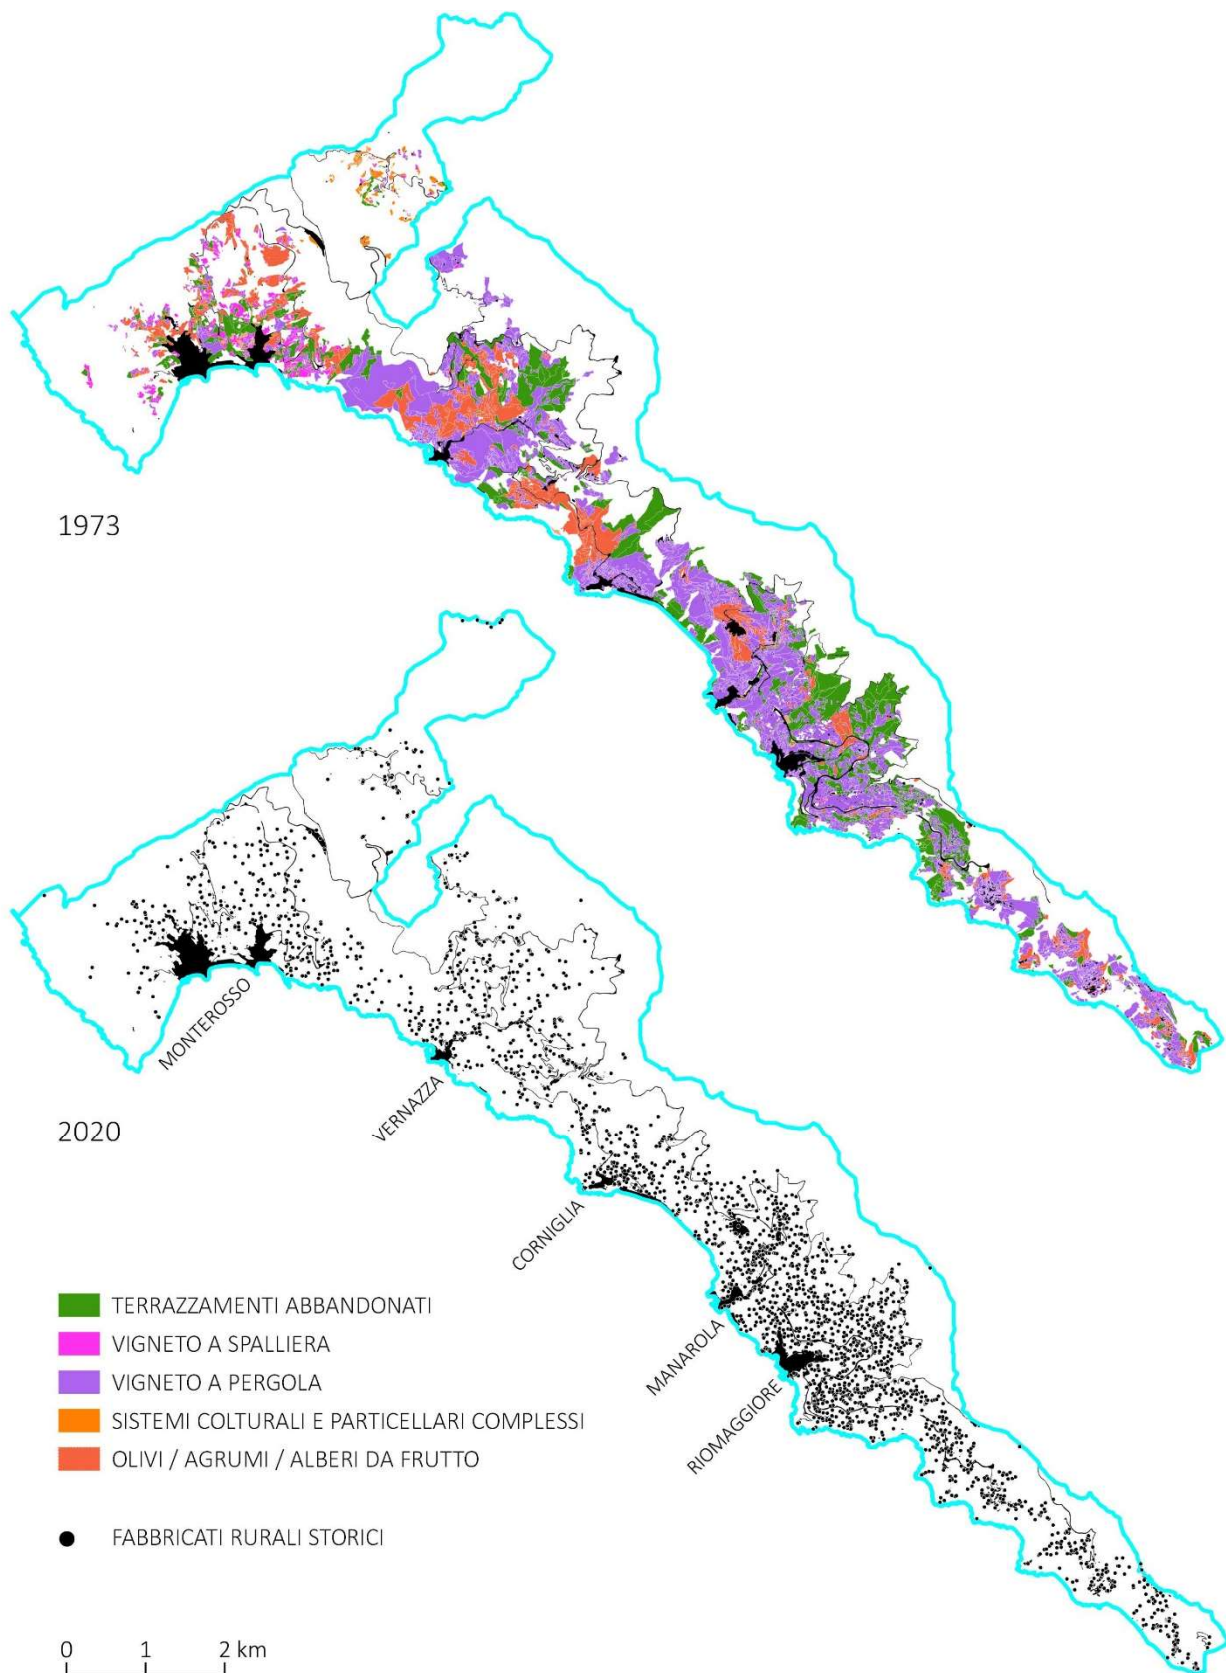 1973
2020
MONTEROSSO
VERNAZZA
CORNIGLIA
MANAROLA
RIOMAGGIORE
TERRAZZAMENTI ABBANDONATI
VIGNETO A SPALLIERA
VIGNETO A PERGOLA
SISTEMI COLTURALI E PARTICELLARI COMPLESSI
OLIVI / AGRUMI / ALBERI DA FRUTTO
FABBRICATI RURALI STORICI
0 1 2 km